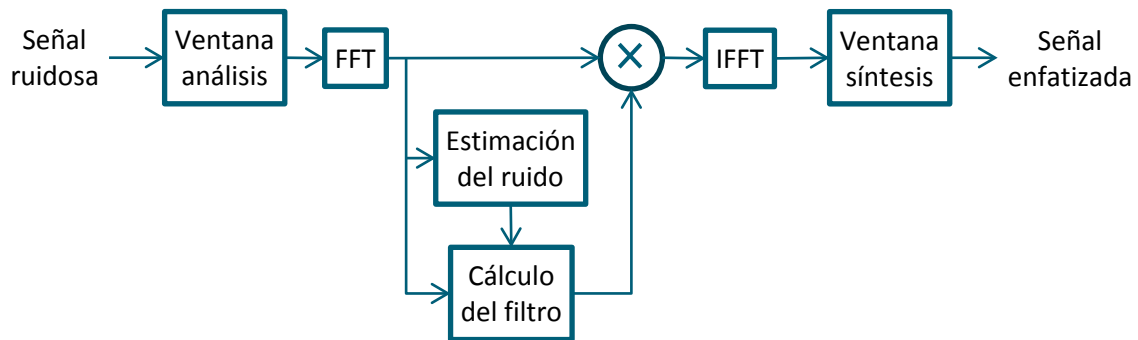 Señal
ruidosa
Ventana
análisis
FFT
×
IFFT
Ventana
síntesis
Señal
enfatizada
Estimación
del ruido
Cálculo
del filtro